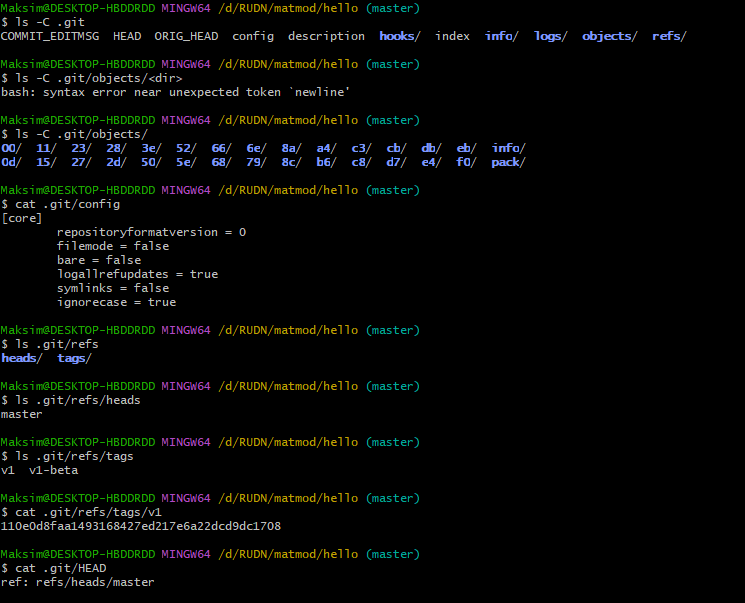 Maksim@DESKTOP-HBDDRDD MINGW64 /d/RUDN/matmod/hello (master)
$ ls -C .git
COMMIT_EDITMSG  HEAD  ORIG_HEAD  config  description  hooks/  index  info/  logs/  objects/  refs/

Maksim@DESKTOP-HBDDRDD MINGW64 /d/RUDN/matmod/hello (master)
$ ls -C .git/objects/<dir>
bash: syntax error near unexpected token `newline'

Maksim@DESKTOP-HBDDRDD MINGW64 /d/RUDN/matmod/hello (master)
$ ls -C .git/objects/
00/  11/  23/  28/  3e/  52/  66/  6e/  8a/  a4/  c3/  cb/  db/  eb/  info/
0d/  15/  27/  2d/  50/  5e/  68/  79/  8c/  b6/  c8/  d7/  e4/  f0/  pack/

Maksim@DESKTOP-HBDDRDD MINGW64 /d/RUDN/matmod/hello (master)
$ cat .git/config
[core]
        repositoryformatversion = 0
        filemode = false
        bare = false
        logallrefupdates = true
        symlinks = false
        ignorecase = true

Maksim@DESKTOP-HBDDRDD MINGW64 /d/RUDN/matmod/hello (master)
$ ls .git/refs
heads/  tags/

Maksim@DESKTOP-HBDDRDD MINGW64 /d/RUDN/matmod/hello (master)
$ ls .git/refs/heads
master

Maksim@DESKTOP-HBDDRDD MINGW64 /d/RUDN/matmod/hello (master)
$ ls .git/refs/tags
v1  v1-beta

Maksim@DESKTOP-HBDDRDD MINGW64 /d/RUDN/matmod/hello (master)
$ cat .git/refs/tags/v1
110e0d8faa1493168427ed217e6a22dcd9dc1708

Maksim@DESKTOP-HBDDRDD MINGW64 /d/RUDN/matmod/hello (master)
$ cat .git/HEAD
ref: refs/heads/master